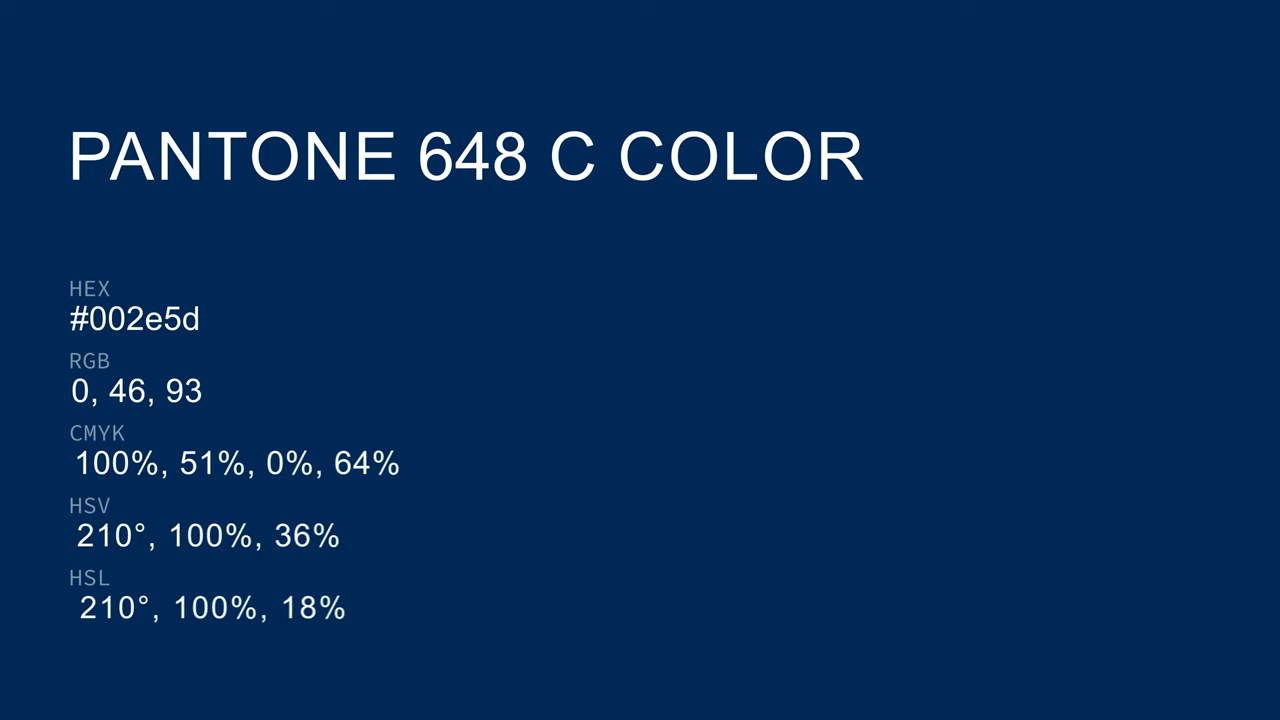 PANTONE 648 C COLOR
HEX
#002e5d
RGB
0, 46, 93
CMYK
100%, 51%, 0%, 64%
HSV
210°, 100%, 36%
HSL
210°, 100%, 18%